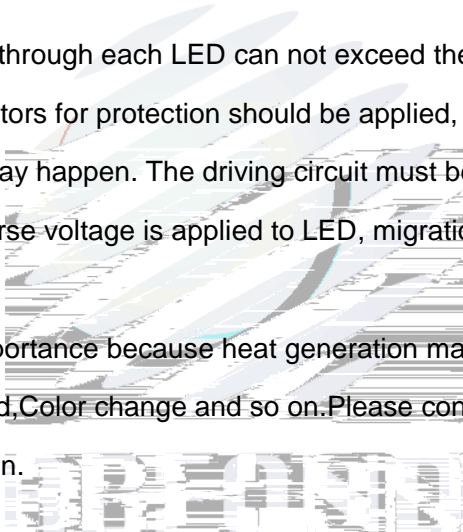 through each LED can not exceed the
tors for protection should be applied,
ay happen. The driving circuit must be
rse voltage is applied to LED, migratio
portance because heat generation ma
d,Color change and so on.Please con
n.